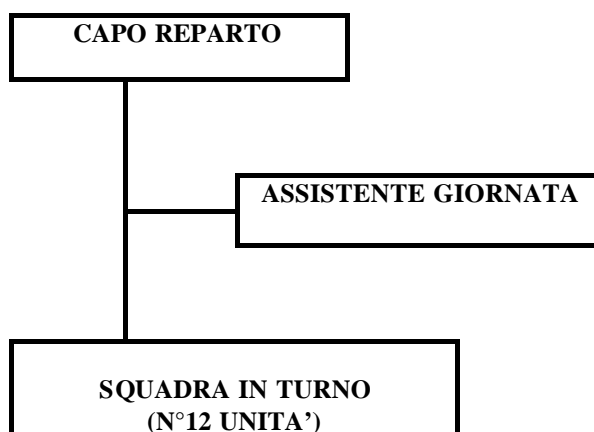 CAPO REPARTO
ASSISTENTE GIORNATA
SQUADRA IN TURNO
(N°12 UNITA’)